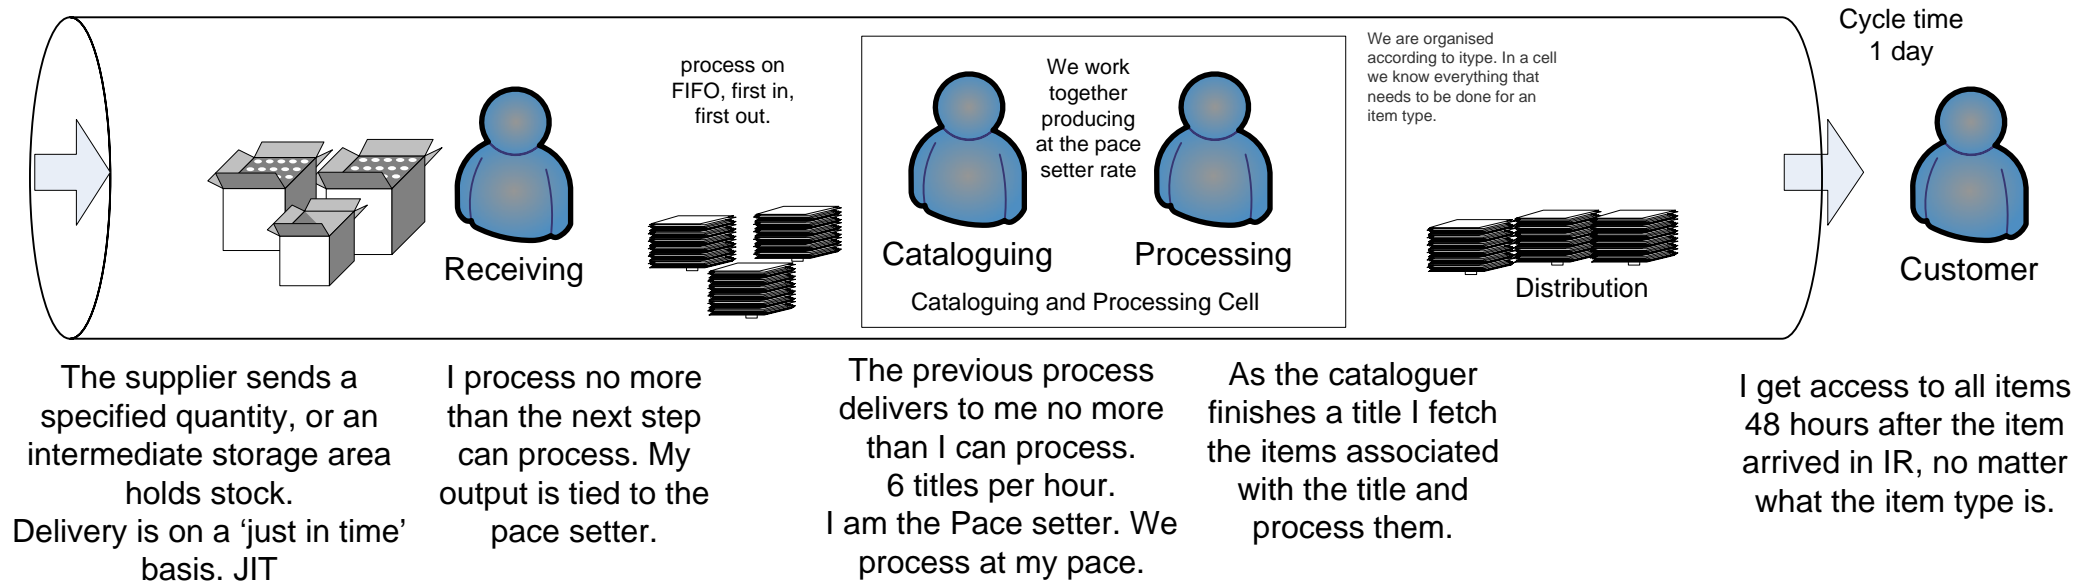 process on
FIFO, first in,
first out.
We work
together
producing
at the pace
setter rate
We are organised
according to itype. In a cell
we know everything that
needs to be done for an
item type.
Cycle time
1 day
Receiving
Cataloguing
Processing
Cataloguing and Processing Cell
Distribution
Customer
The supplier sends a
specified quantity, or an
intermediate storage area
holds stock.
Delivery is on a ‘just in time’
basis. JIT
I process no more
than the next step
can process. My
output is tied to the
pace setter.
The previous process
delivers to me no more
than I can process.
6 titles per hour.
I am the Pace setter. We
process at my pace.
As the cataloguer
finishes a title I fetch
the items associated
with the title and
process them.
I get access to all items
48 hours after the item
arrived in IR, no matter
what the item type is.